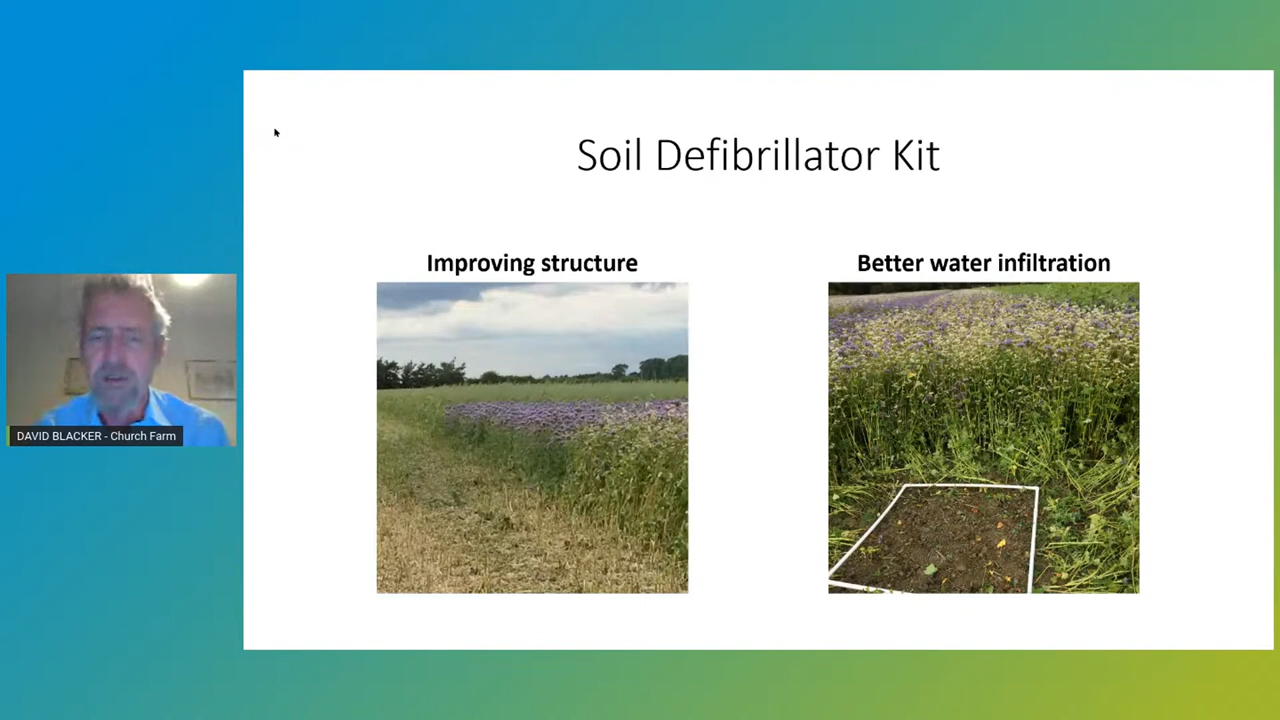 Soil Defibrillator Kit
Improving structure
Better water infiltration
DAVID BLACKER - Church Farm